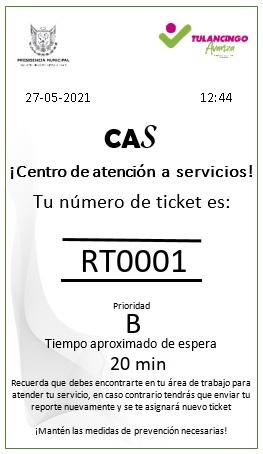 PRESIDENCIA MUNICIPAL
TULANCINGO
Avanza
27-05-2021 12:44
CAS
¡Centro de atención a servicios!
Tu número de ticket es:
RT0001
Prioridad
B
Tiempo aproximado de espera
20 min
Recuerda que debes encontrarte en tu área de trabajo para
atender tu servicio, en caso contrario tendrás que enviar tu
reporte nuevamente y se te asignará nuevo ticket
¡Mantén las medidas de prevención necesarias!